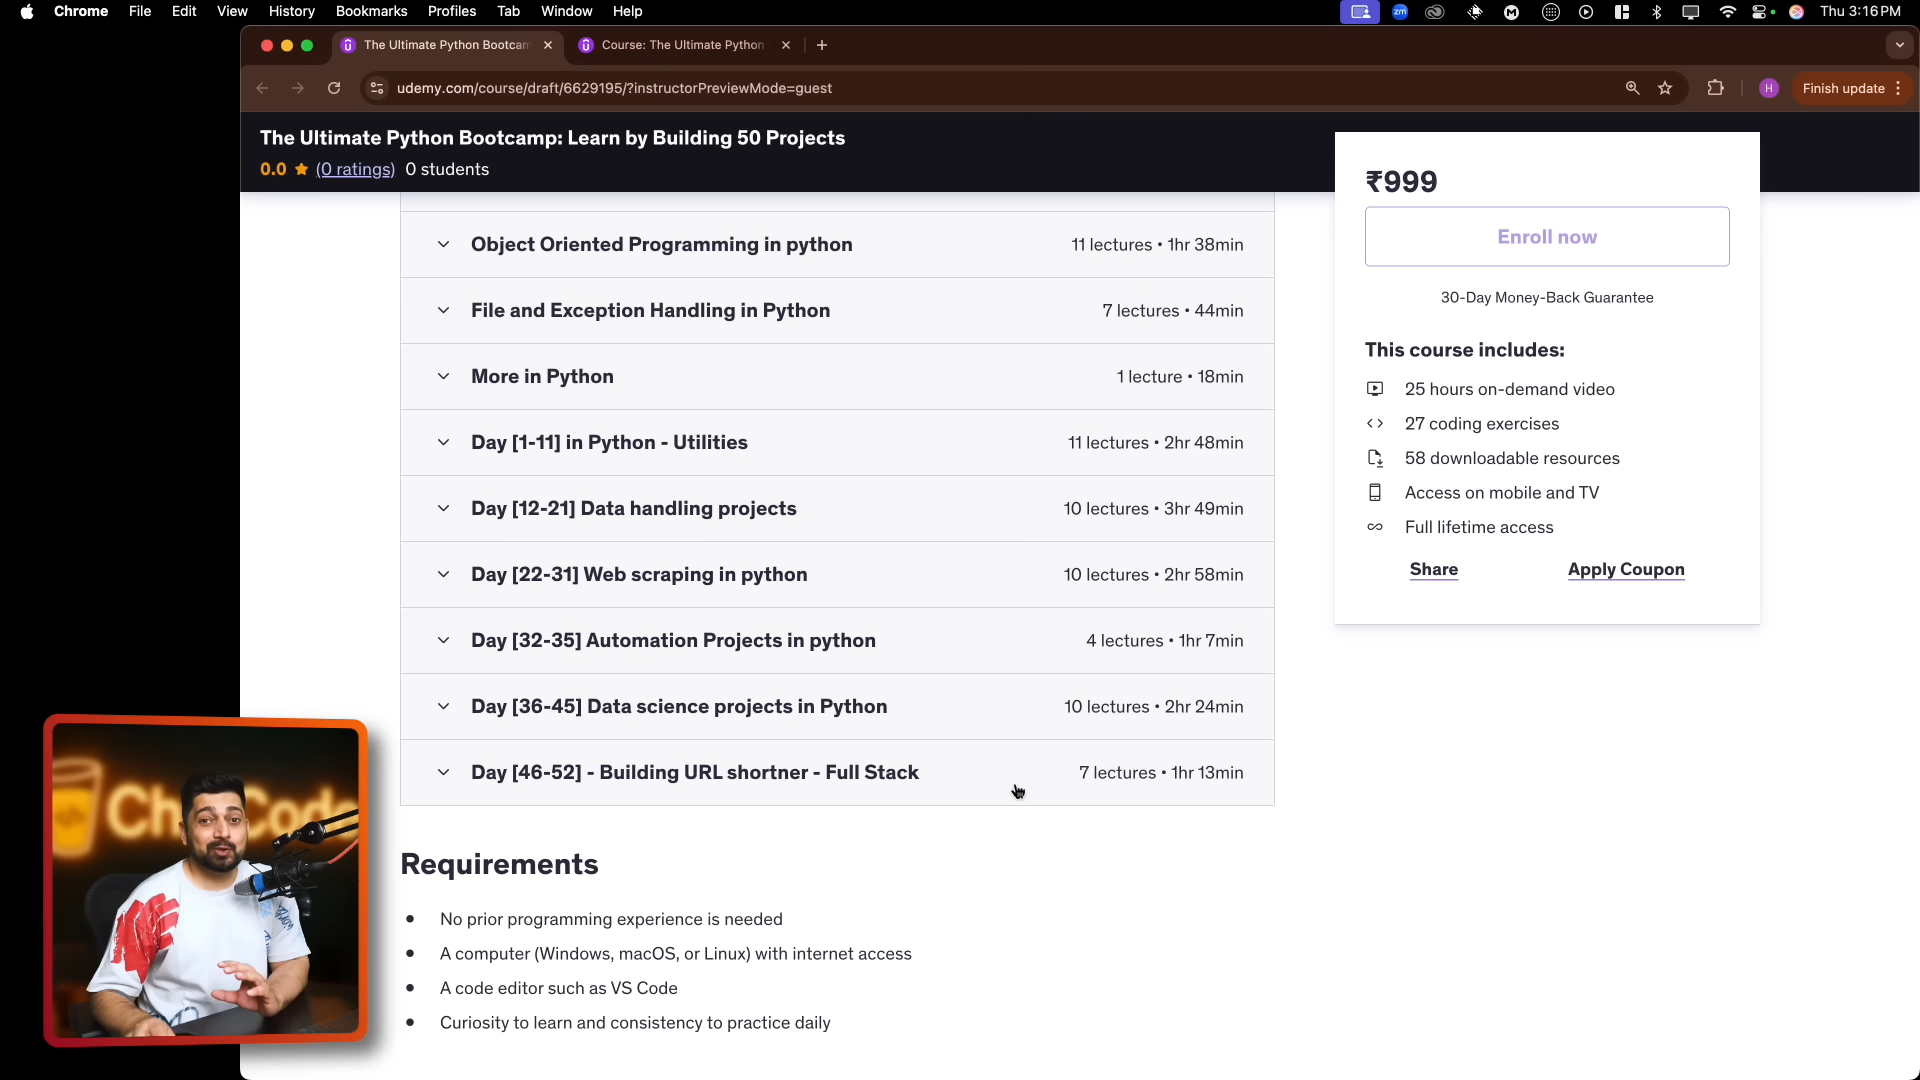 Chrome File Edit View History Bookmarks Profiles Tab Window Help
zm
Thu 3:16 PM
The Ultimate Python Bootcam
Course: The Ultimate Python
udemy.com/course/draft/6629195/?instructorPreviewMode=guest
H
Finish update
The Ultimate Python Bootcamp: Learn by Building 50 Projects
0.0 ★ (0 ratings) 0 students
₹999
Enroll now
30-Day Money-Back Guarantee
This course includes:
25 hours on-demand video
27 coding exercises
58 downloadable resources
Access on mobile and TV
Full lifetime access
Share Apply Coupon
Object Oriented Programming in python 11 lectures • 1hr 38min
File and Exception Handling in Python 7 lectures • 44min
More in Python 1 lecture • 18min
Day [1-11] in Python - Utilities 11 lectures • 2hr 48min
Day [12-21] Data handling projects 10 lectures • 3hr 49min
Day [22-31] Web scraping in python 10 lectures • 2hr 58min
Day [32-35] Automation Projects in python 4 lectures • 1hr 7min
Day [36-45] Data science projects in Python 10 lectures • 2hr 24min
Day [46-52] - Building URL shortner - Full Stack 7 lectures • 1hr 13min
Requirements
• No prior programming experience is needed
• A computer (Windows, macOS, or Linux) with internet access
• A code editor such as VS Code
• Curiosity to learn and consistency to practice daily